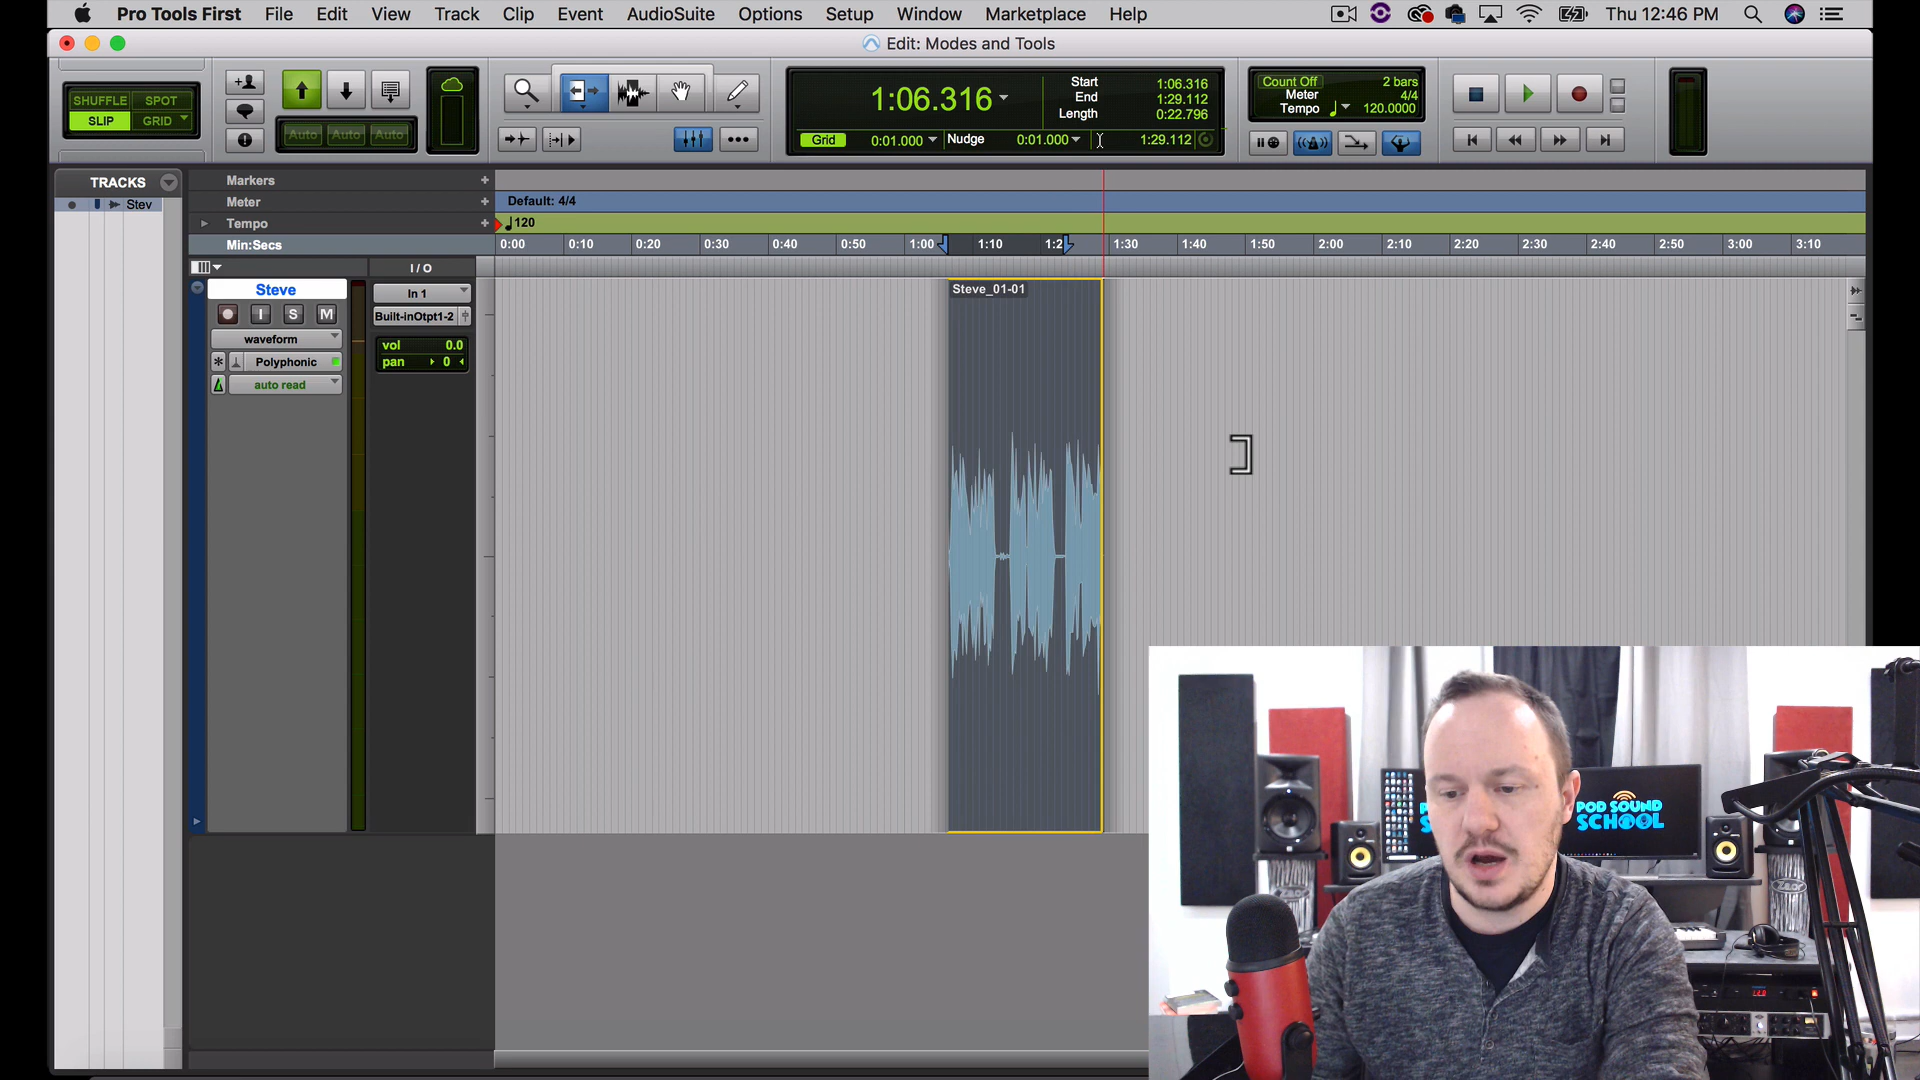 Pro Tools First File Edit View Track Clip Event AudioSuite Options Setup Window Marketplace Help Thu 12:46 PM
Edit: Modes and Tools
SHUFFLE SPOT
SLIP GRID
Auto Auto Auto
1:06.316
Start 1:06.316
End 1:29.112
Length 0:22.796
Grid 0:01.000 Nudge 0:01.000 1:29.112
Count Off 2 bars
Meter 4/4
Tempo 120.0000
TRACKS
Stev
Markers
Meter Default: 4/4
Tempo 120
Min:Secs 0:00 0:10 0:20 0:30 0:40 0:50 1:00 1:10 1:2 1:30 1:40 1:50 2:00 2:10 2:20 2:30 2:40 2:50 3:00 3:10
I / O
Steve
I S M
waveform
Polyphonic
auto read
In 1
Built-inOtpt1-2
vol 0.0
pan 0
Steve_01-01
POD SOUND
SCHOOL